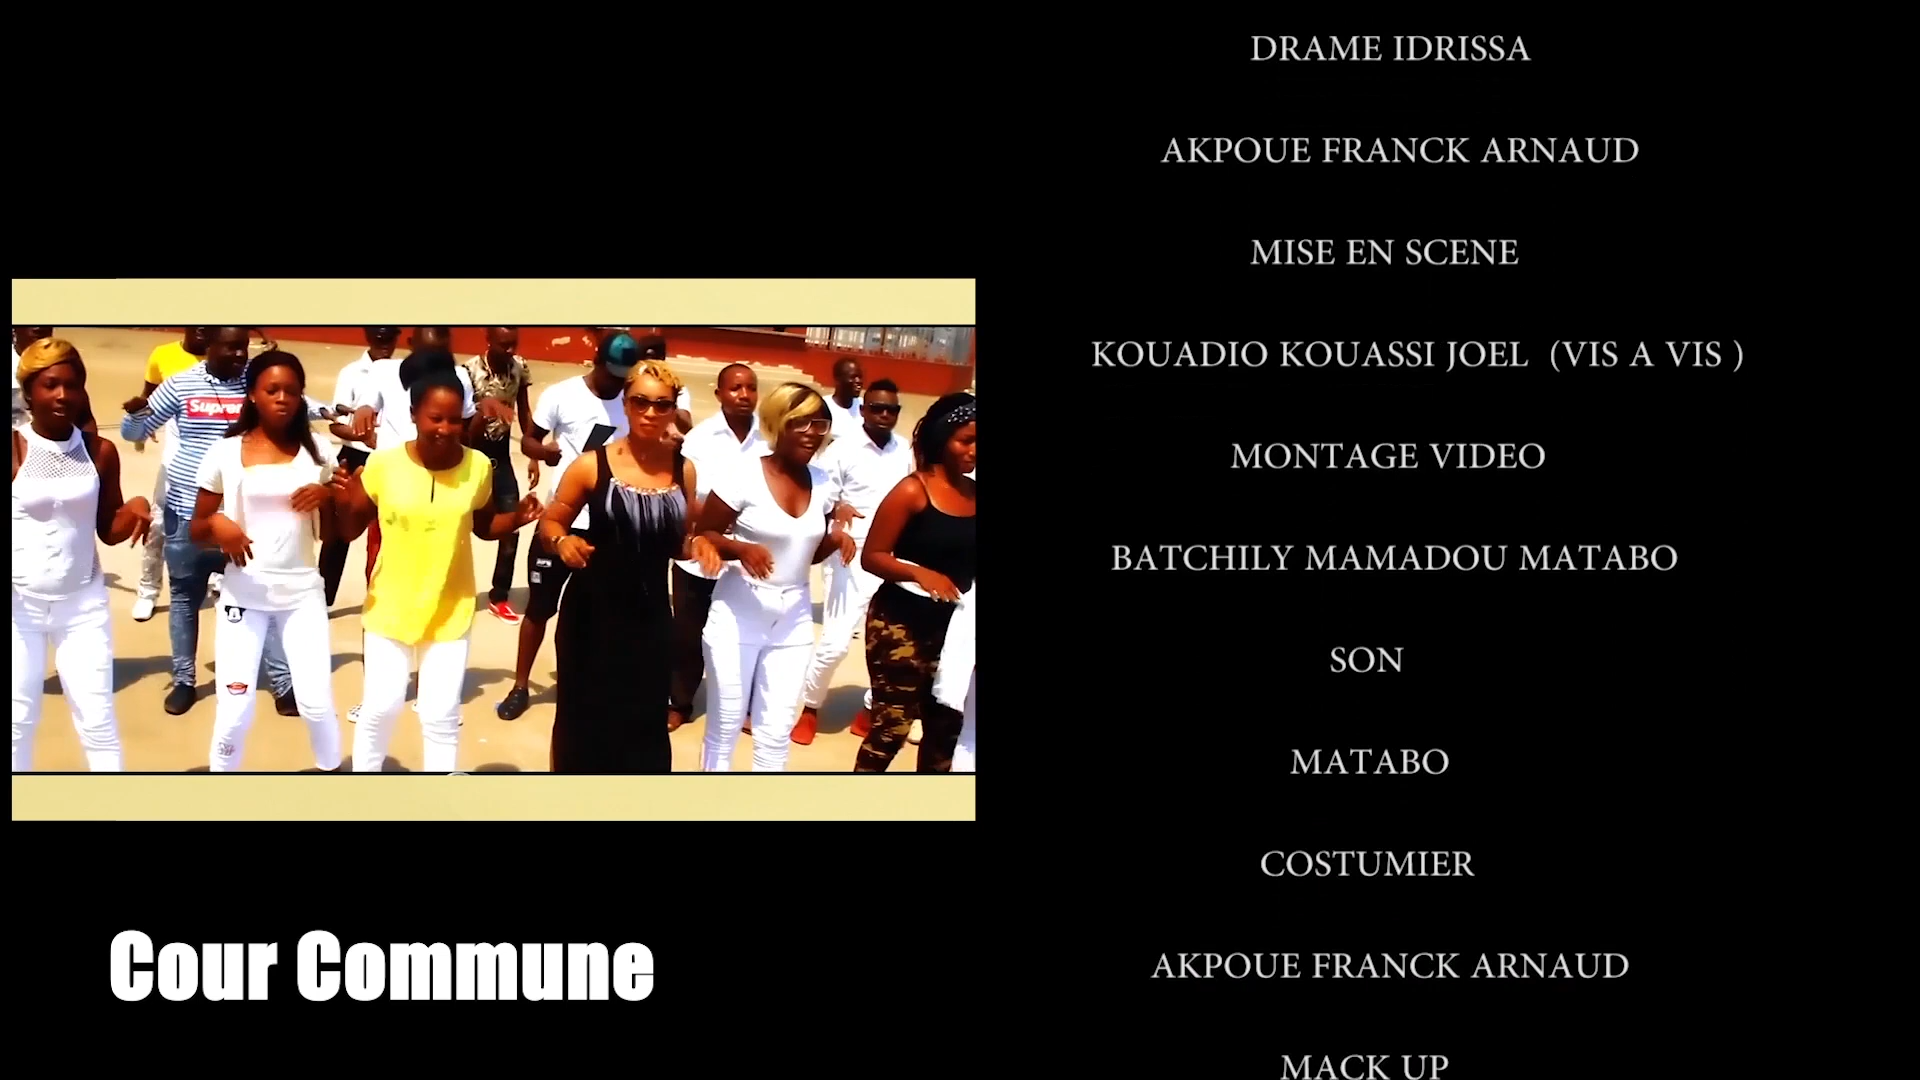 DRAME IDRISSA
AKPOUE FRANCK ARNAUD
MISE EN SCENE
KOUADIO KOUASSI JOEL (VIS A VIS )
MONTAGE VIDEO
BATCHILY MAMADOU MATABO
SON
MATABO
COSTUMIER
AKPOUE FRANCK ARNAUD
MACK UP
Cour Commune